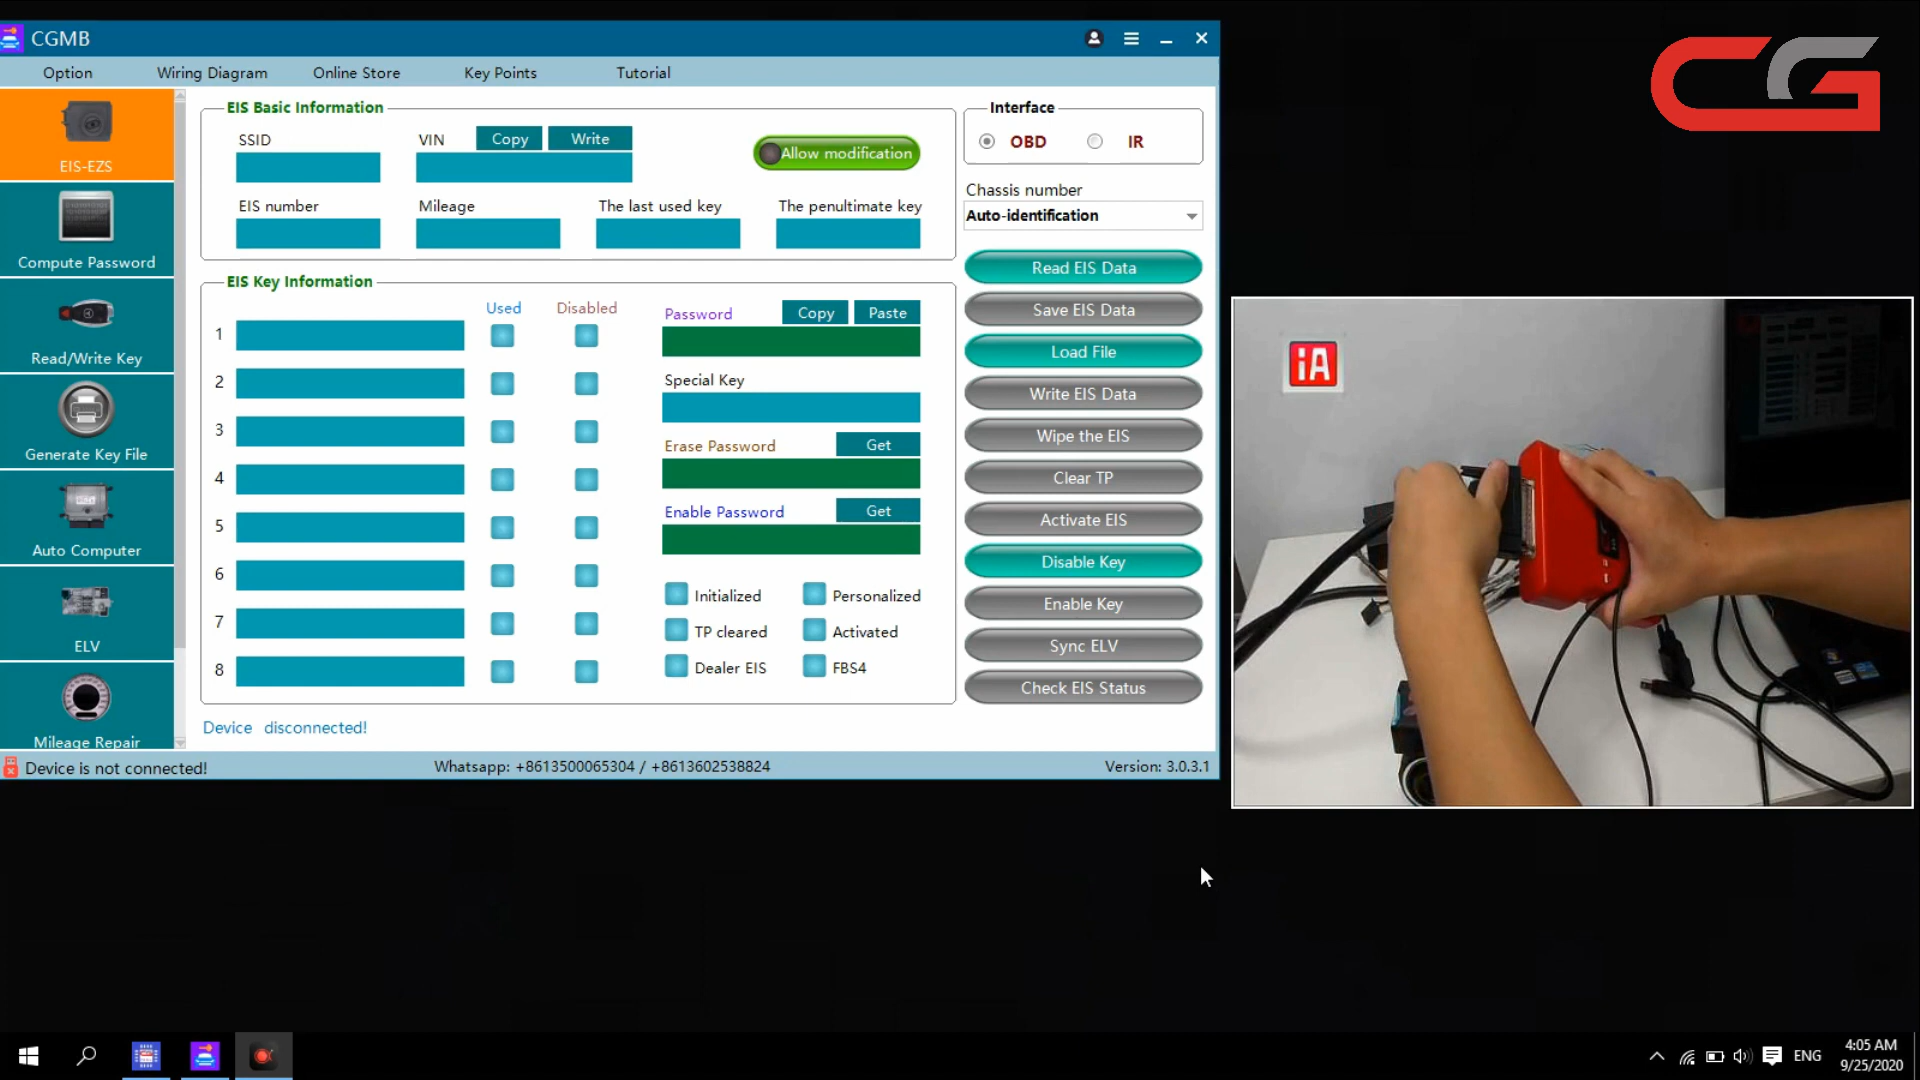 CGMB
Option Wiring Diagram Online Store Key Points Tutorial
EIS-EZS
Compute Password
Read/Write Key
Generate Key File
Auto Computer
ELV
Mileage Repair
EIS Basic Information
SSID VIN Copy Write
Allow modification
EIS number Mileage The last used key The penultimate key
EIS Key Information
Used Disabled
1
2
3
4
5
6
7
8
Password Copy Paste
Special Key
Erase Password Get
Enable Password Get
Initialized Personalized
TP cleared Activated
Dealer EIS FBS4
Device disconnected!
Interface
OBD IR
Chassis number
Auto-identification
Read EIS Data
Save EIS Data
Load File
Write EIS Data
Wipe the EIS
Clear TP
Activate EIS
Disable Key
Enable Key
Sync ELV
Check EIS Status
Device is not connected! Whatsapp: +8613500065304 / +8613602538824 Version: 3.0.3.1
CG
iA
ENG
4:05 AM
9/25/2020